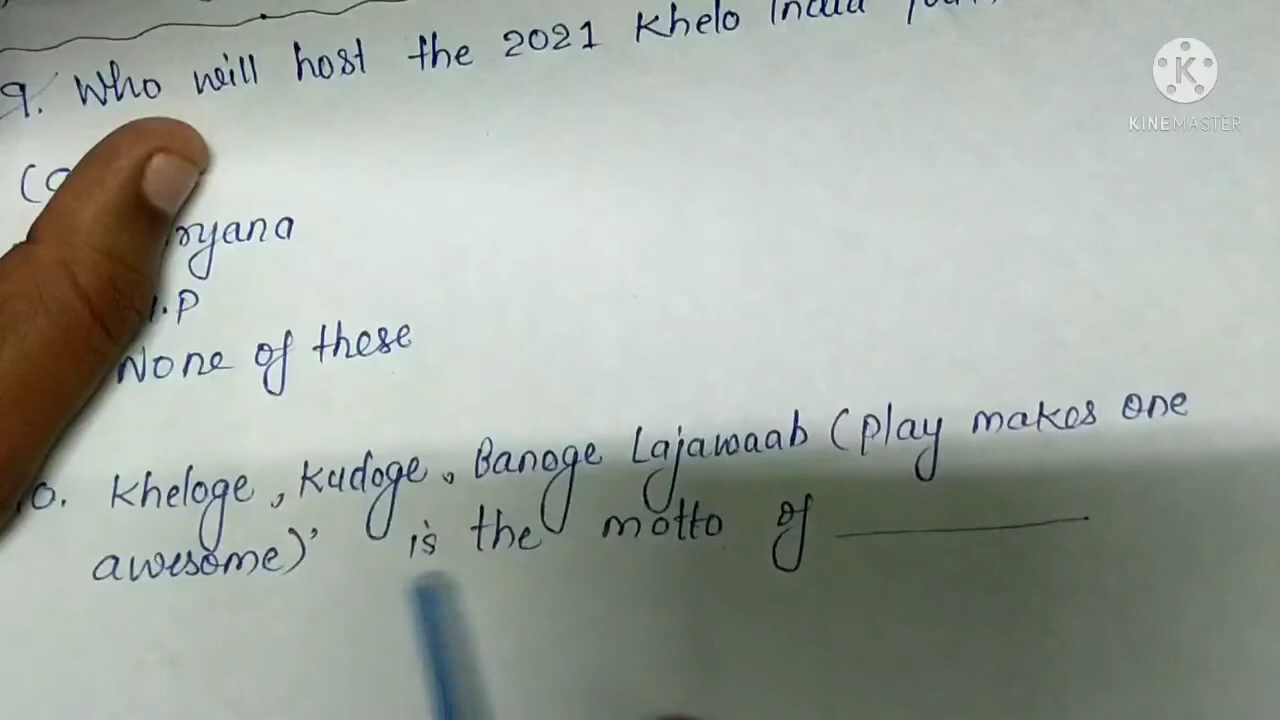 9. Who will host the 2021 Khelo India
ryana
.P
None of these
0. Kheloge, Kudoge, Banoge Lajawaab (play makes one
awesome)' is the motto of
KINEMASTER